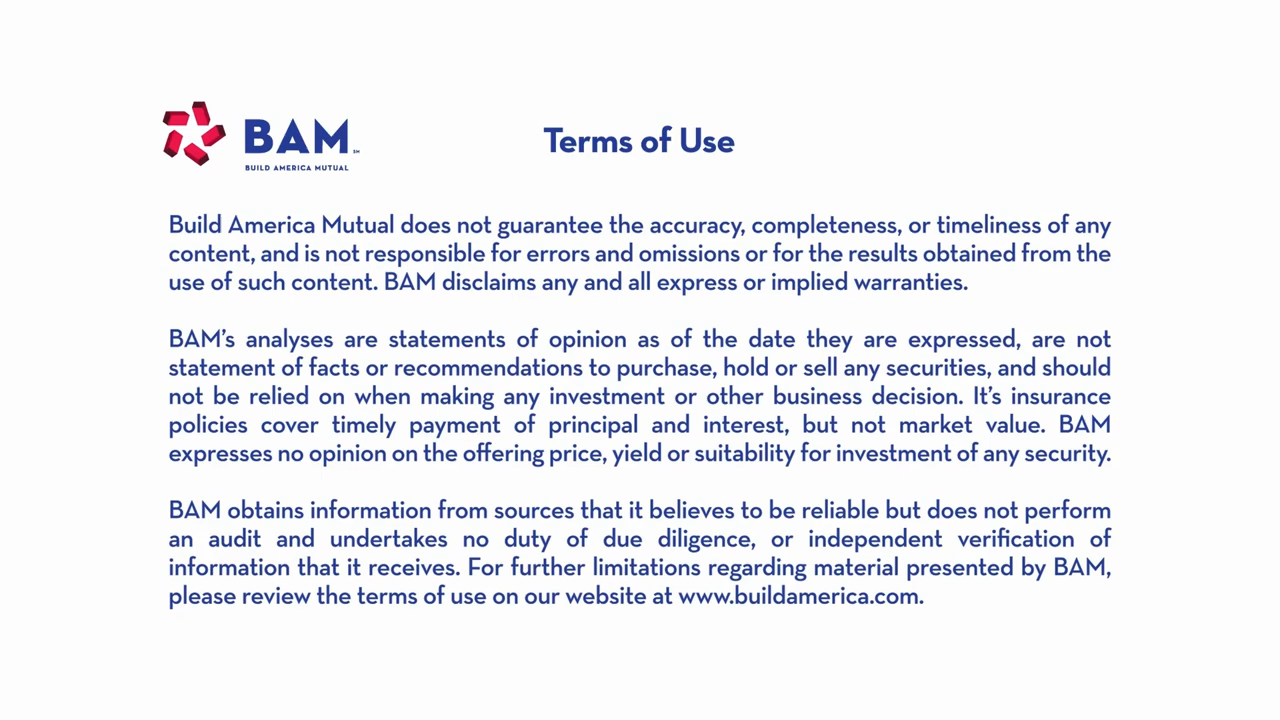 BAM
SM
BUILD AMERICA MUTUAL
Terms of Use
Build America Mutual does not guarantee the accuracy, completeness, or timeliness of any
content, and is not responsible for errors and omissions or for the results obtained from the
use of such content. BAM disclaims any and all express or implied warranties.
BAM’s analyses are statements of opinion as of the date they are expressed, are not
statement of facts or recommendations to purchase, hold or sell any securities, and should
not be relied on when making any investment or other business decision. It’s insurance
policies cover timely payment of principal and interest, but not market value. BAM
expresses no opinion on the offering price, yield or suitability for investment of any security.
BAM obtains information from sources that it believes to be reliable but does not perform
an audit and undertakes no duty of due diligence, or independent verification of
information that it receives. For further limitations regarding material presented by BAM,
please review the terms of use on our website at www.buildamerica.com.